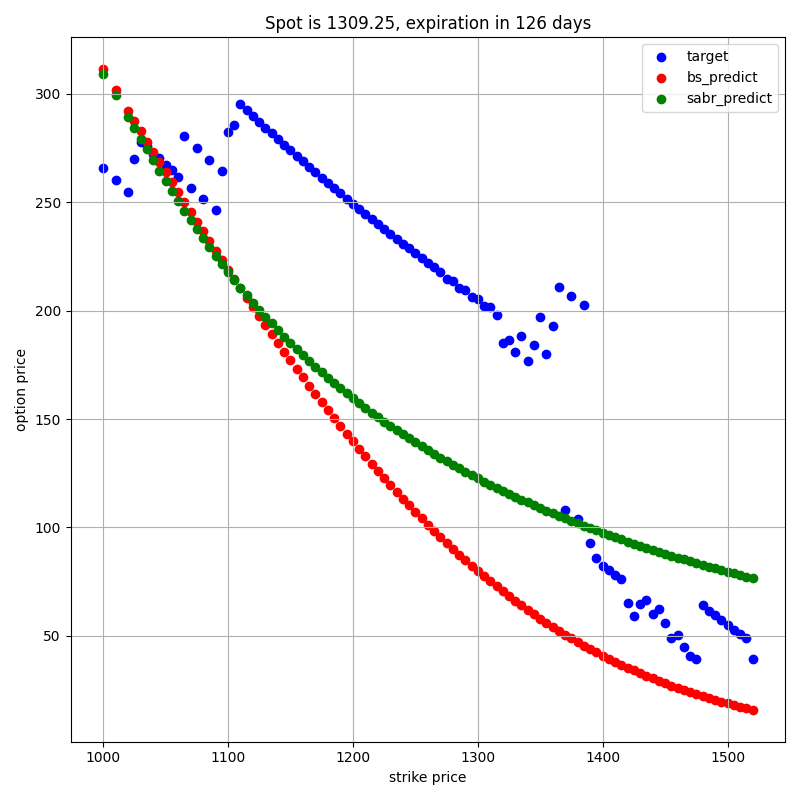 Spot is 1309.25, expiration in 126 days
target
bs_predict
sabr_predict
option price
300
250
200
150
100
50
1000
1100
1200
1300
1400
1500
strike price